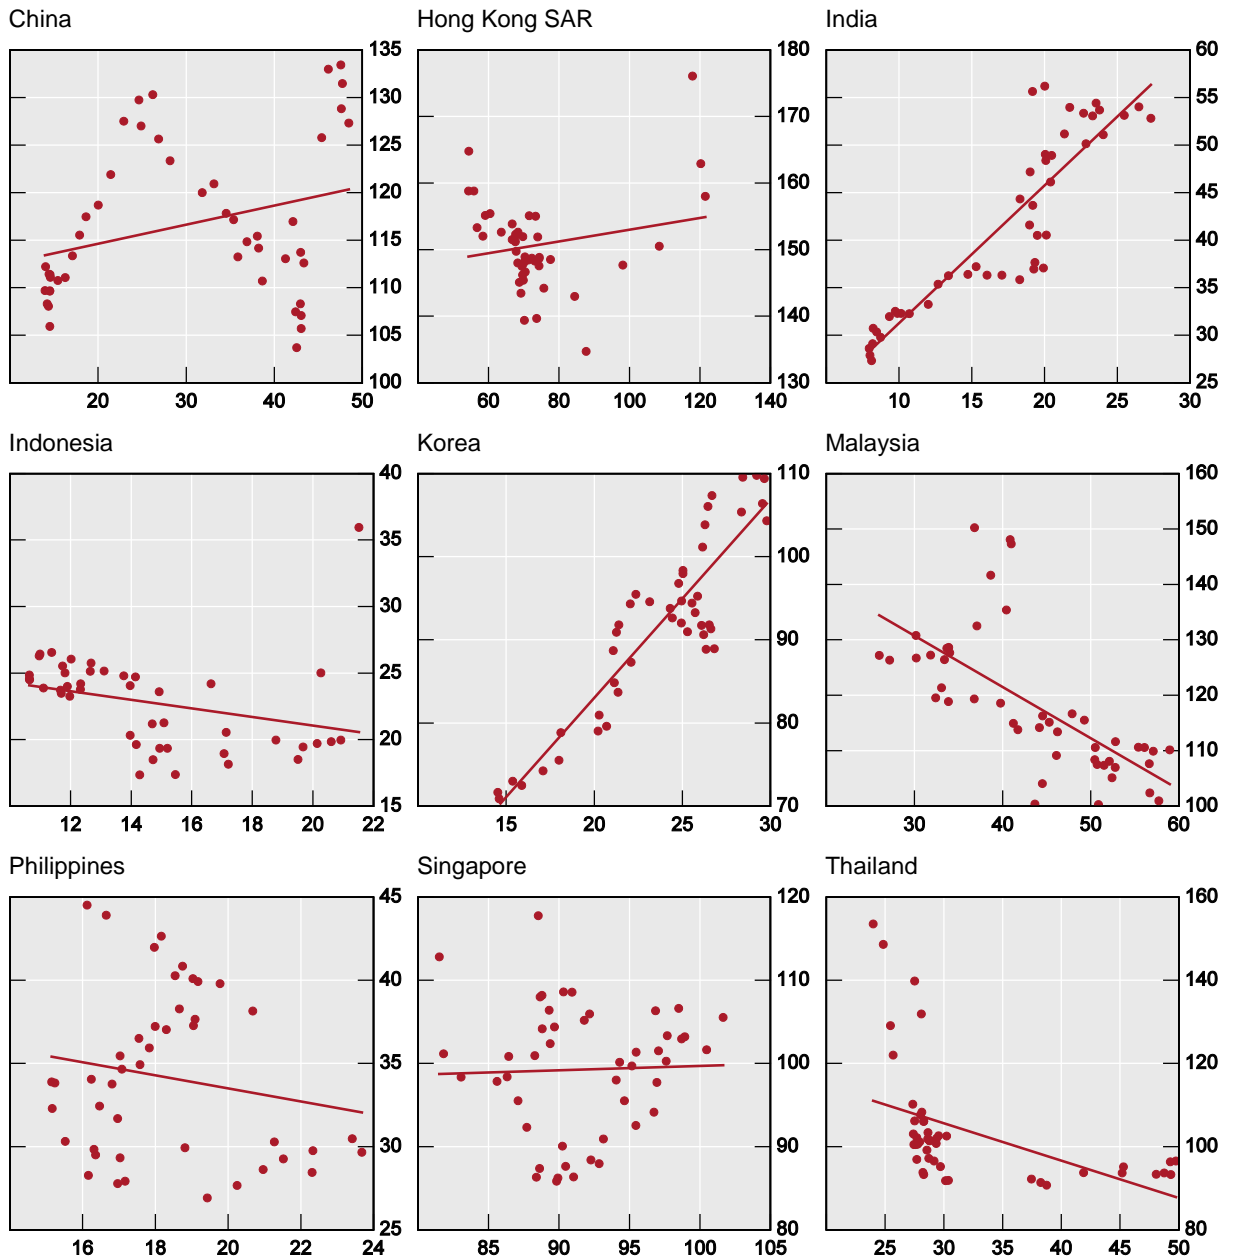 China Hong Kong SAR India
135 180 60
130 170 55
125 160 50
120 150 45
115 140 40
110 130 35
105 30
100 25
20 30 40 50 60 80 100 120 140 10 15 20 25 30
Indonesia Korea Malaysia
40 110 160
35 100 150
30 90 140
25 80 130
20 70 120
15 110
100
12 14 16 18 20 22 15 20 25 30 30 40 50 60
Philippines Singapore Thailand
45 120 160
40 110 140
35 100 120
30 90 100
25 80 80
16 18 20 22 24 85 90 95 100 105 25 30 35 40 45 50